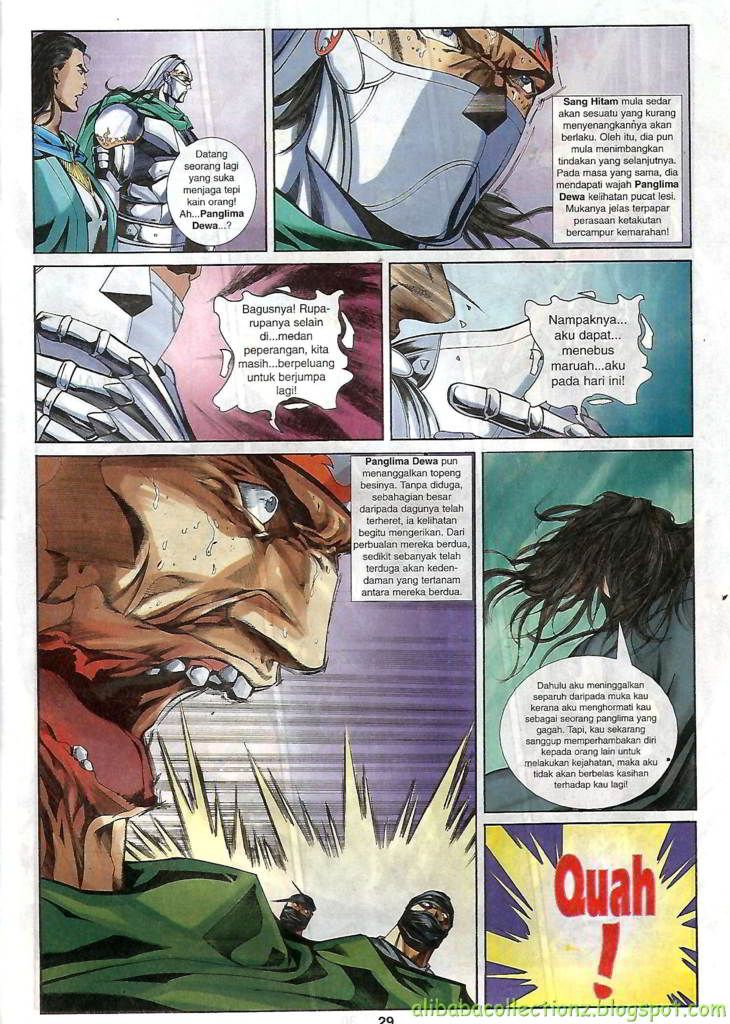 Datang
seorang lagi
yang suka
menjaga tepi
kain orang!
Ah...Panglima
Dewa...?
Sang Hitam mula sedar
akan sesuatu yang kurang
menyenangkannya akan
berlaku. Oleh itu, dia pun
mula menimbangkan
tindakan yang selanjutnya.
Pada masa yang sama, dia
mendapati wajah Panglima
Dewa kelihatan pucat lesi.
Mukanya jelas terpapar
perasaan ketakutan
bercampur kemarahan!
Bagusnya! Rupa-
rupanya selain
di...medan
peperangan, kita
masih...berpeluang
untuk berjumpa
lagi!
Nampaknya...
aku dapat...
menebus
maruah...aku
pada hari ini!
Panglima Dewa pun
menanggalkan topeng
besinya. Tanpa diduga,
sebahagian besar
daripada dagunya telah
terheret, ia kelihatan
begitu mengerikan. Dari
perbualan mereka berdua,
sedikit sebanyak telah
terduga akan keden-
daman yang tertanam
antara mereka berdua.
Dahulu aku meninggalkan
separuh daripada muka kau
kerana aku menghormati kau
sebagai seorang panglima yang
gagah. Tapi, kau sekarang
sanggup memperhambakan diri
kepada orang lain untuk
melakukan kejahatan, maka aku
tidak akan berbelas kasihan
terhadap kau lagi!
Quah
!
29
alibabacollectionz.blogspot.com